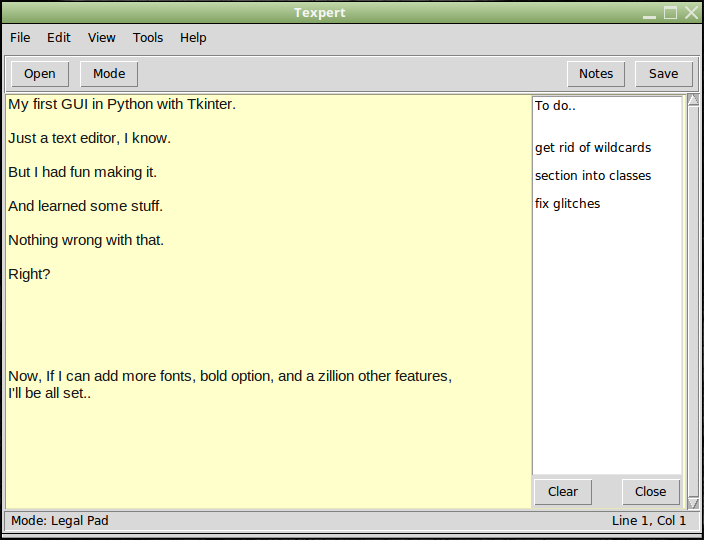 Texpert
File Edit View Tools Help
Open Mode Notes Save
My first GUI in Python with Tkinter.
Just a text editor, I know.
But I had fun making it.
And learned some stuff.
Nothing wrong with that.
Right?
Now, If I can add more fonts, bold option, and a zillion other features,
I'll be all set..
To do..
get rid of wildcards
section into classes
fix glitches
Clear Close
Mode: Legal Pad Line 1, Col 1